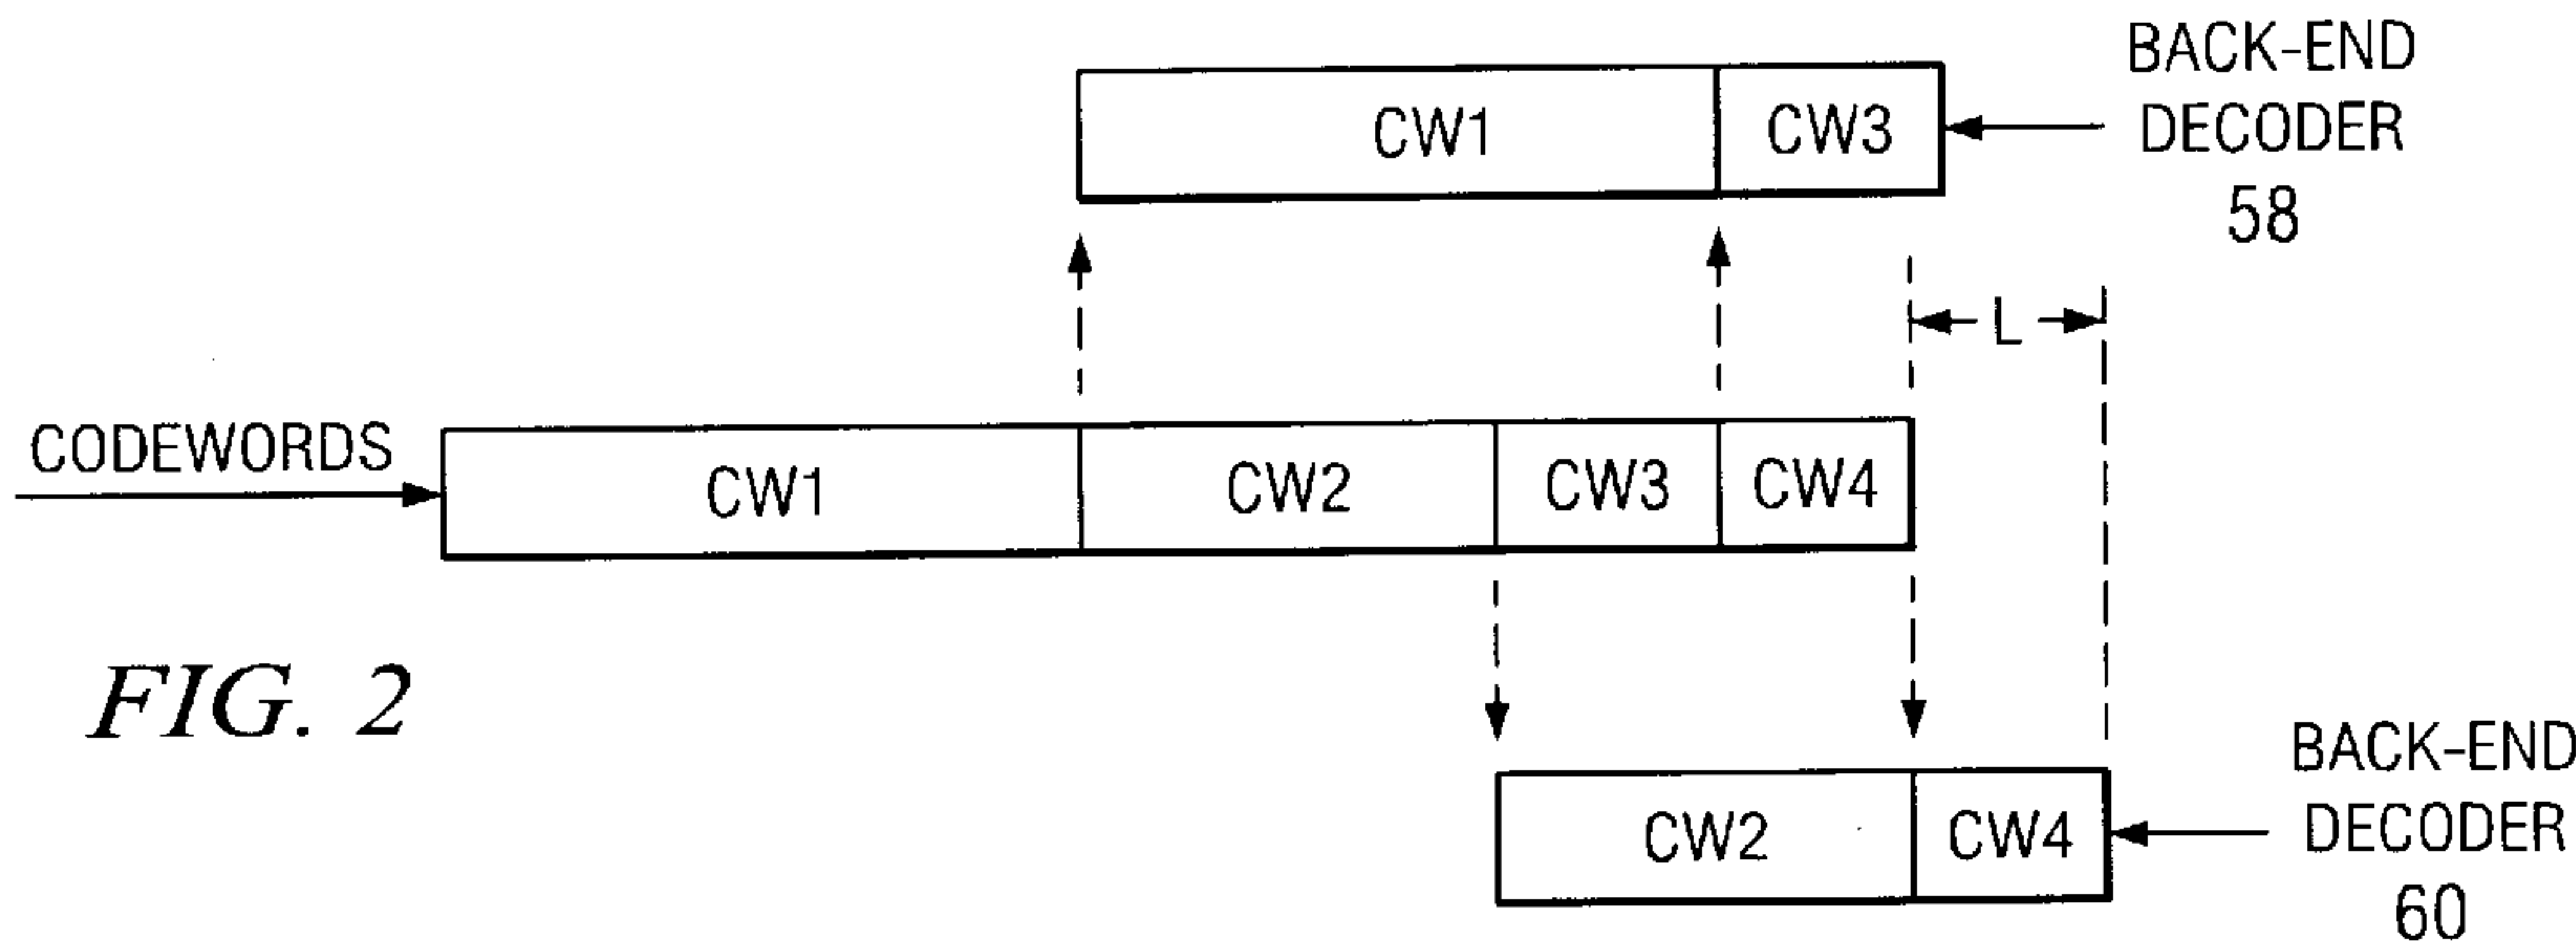 BACK-END
DECODER
58
CW1
CW3
L
CODEWORDS
CW1
CW2
CW3
CW4
FIG. 2
CW2
CW4
BACK-END
DECODER
60